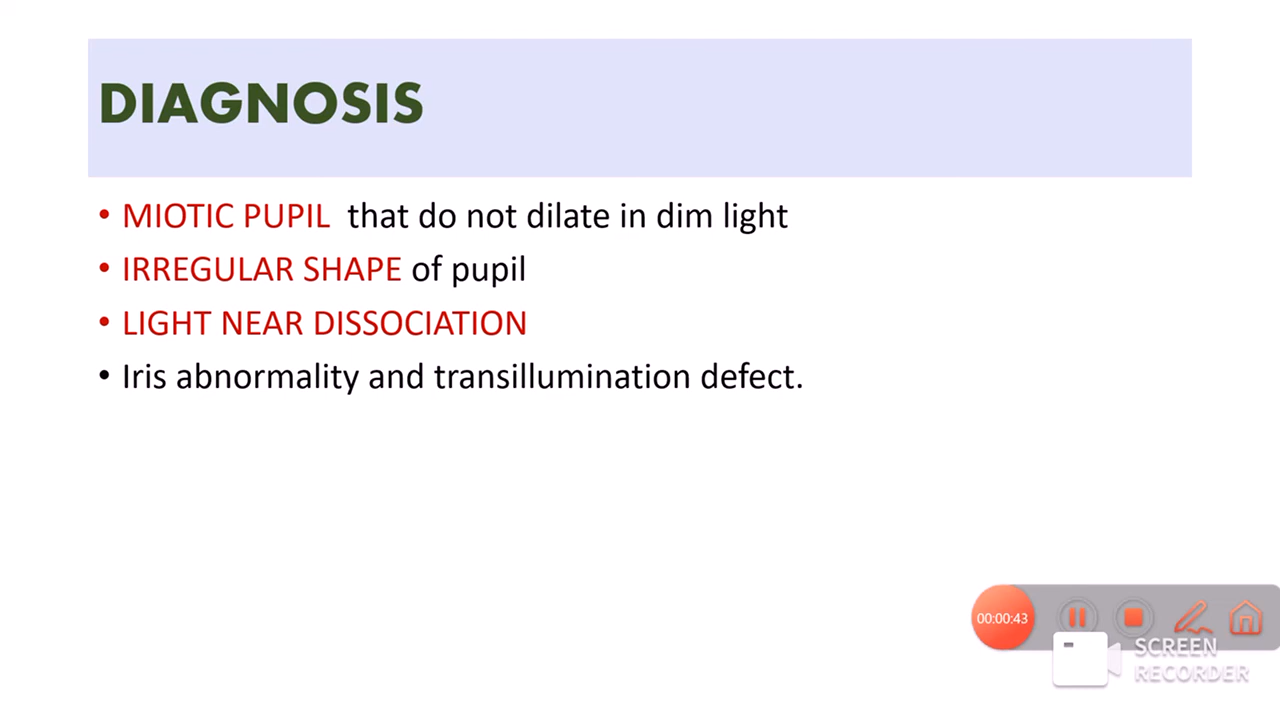 DIAGNOSIS
• MIOTIC PUPIL that do not dilate in dim light
• IRREGULAR SHAPE of pupil
• LIGHT NEAR DISSOCIATION
• Iris abnormality and transillumination defect.
00:00:43
SCREEN
RECORDER